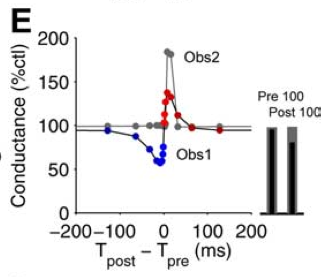 E
Conductance (%ctl)
200
150
100
50
0
Obs2
Obs1
-200 -100 0 100 200
T_post – T_pre (ms)
Pre 100
Post 100